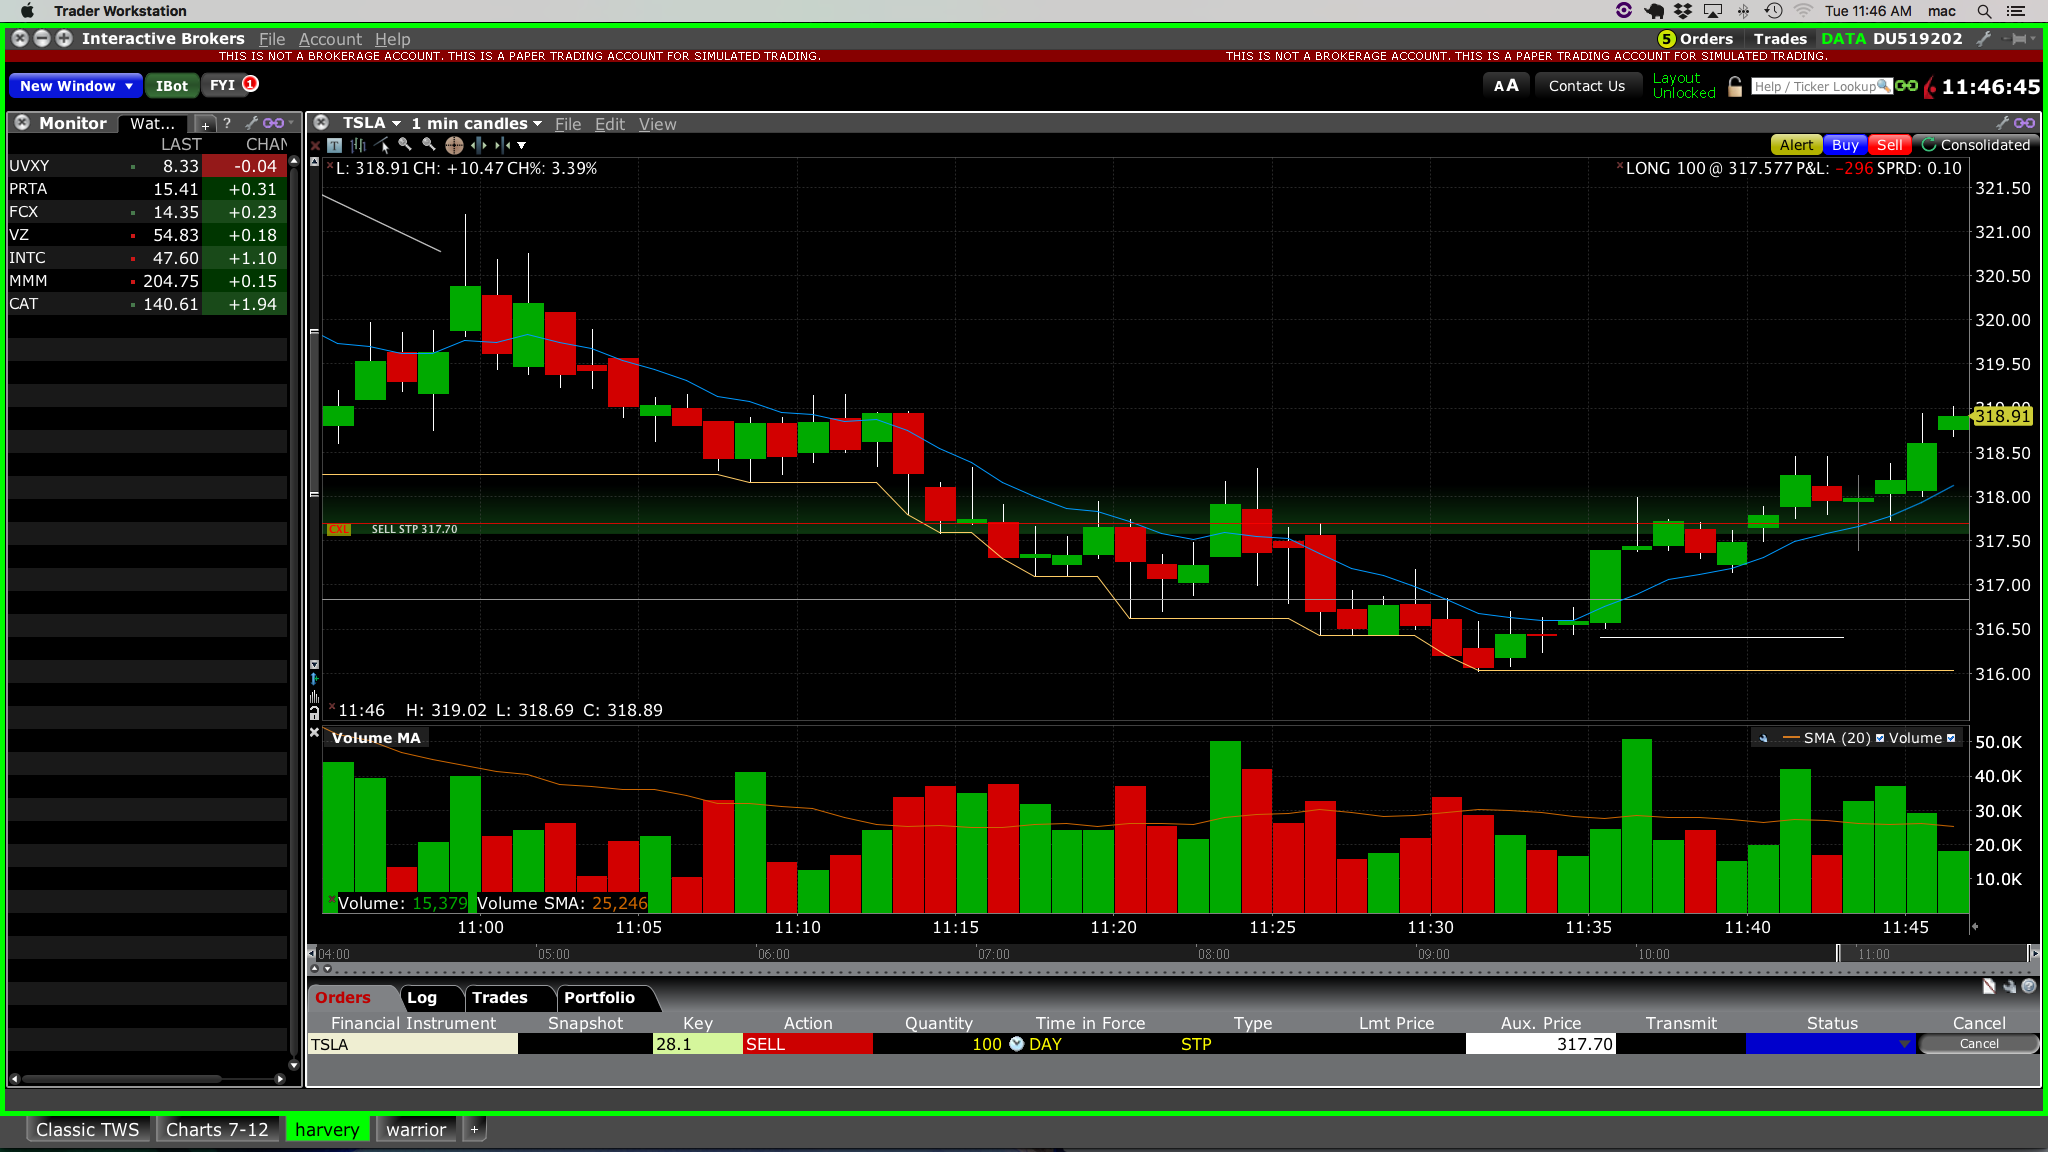 Trader Workstation Tue 11:46 AM mac
Interactive Brokers File Account Help 5 Orders Trades DATA DU519202
THIS IS NOT A BROKERAGE ACCOUNT. THIS IS A PAPER TRADING ACCOUNT FOR SIMULATED TRADING. THIS IS NOT A BROKERAGE ACCOUNT. THIS IS A PAPER TRADING ACCOUNT FOR SIMULATED TRADING.
New Window IBot FYI 1 AA Contact Us Layout Unlocked Help / Ticker Lookup 11:46:45
Monitor Wat... + ?
LAST CHAN
UVXY 8.33 -0.04
PRTA 15.41 +0.31
FCX 14.35 +0.23
VZ 54.83 +0.18
INTC 47.60 +1.10
MMM 204.75 +0.15
CAT 140.61 +1.94
TSLA 1 min candles File Edit View
T Alert Buy Sell Consolidated
L: 318.91 CH: +10.47 CH%: 3.39% LONG 100 @ 317.577 P&L: -296 SPRD: 0.10
321.50
321.00
320.50
320.00
319.50
318.91
318.50
318.00
CXL SELL STP 317.70
317.50
317.00
316.50
316.00
11:46 H: 319.02 L: 318.69 C: 318.89
Volume MA SMA (20) Volume
50.0K
40.0K
30.0K
20.0K
10.0K
Volume: 15,379 Volume SMA: 25,246
11:00 11:05 11:10 11:15 11:20 11:25 11:30 11:35 11:40 11:45
04:00 05:00 06:00 07:00 08:00 09:00 10:00 11:00
Orders Log Trades Portfolio
Financial Instrument Snapshot Key Action Quantity Time in Force Type Lmt Price Aux. Price Transmit Status Cancel
TSLA 28.1 SELL 100 DAY STP 317.70 Cancel
Classic TWS Charts 7-12 harvery warrior +